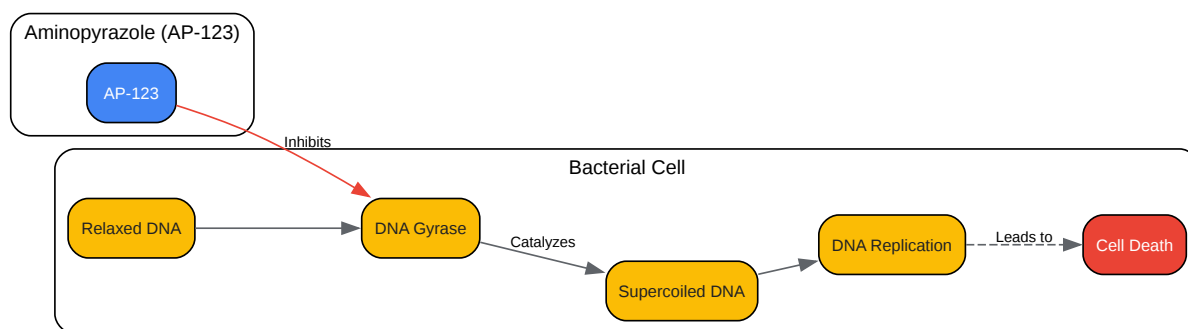 Aminopyrazole (AP-123)
AP-123
Inhibits
Bacterial Cell
Relaxed DNA
DNA Gyrase
Catalyzes
Supercoiled DNA
DNA Replication
Leads to
Cell Death